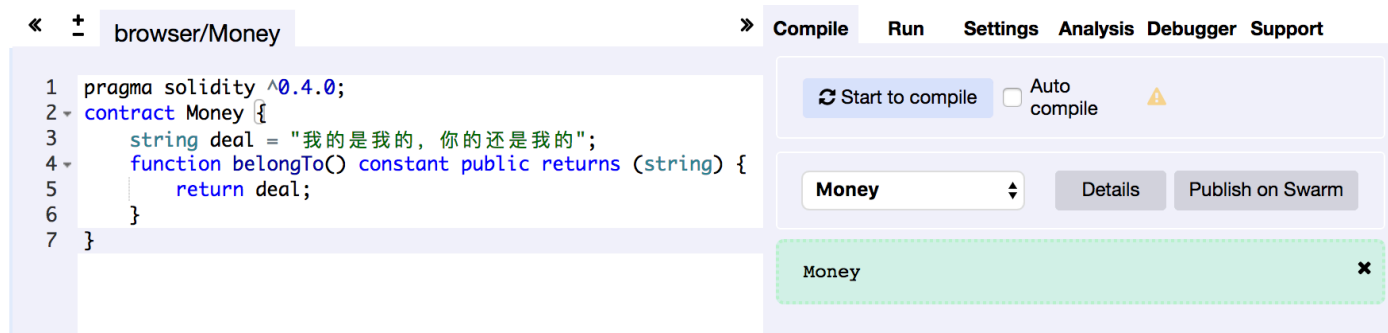 browser/Money
1 pragma solidity ^0.4.0;
2 contract Money {
3 string deal = "我的是我的，你的还是我的";
4 function belongTo() constant public returns (string) {
5 return deal;
6 }
7 }
Compile Run Settings Analysis Debugger Support
Start to compile Auto compile
Money Details Publish on Swarm
Money